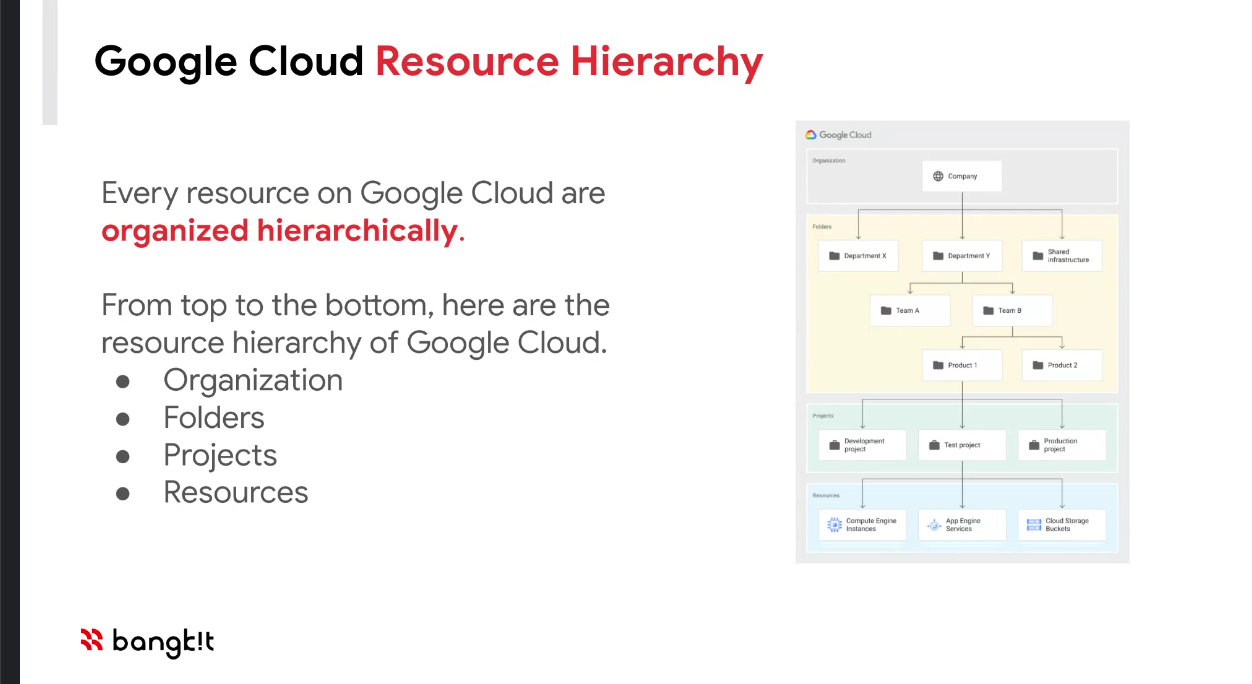 Google Cloud Resource Hierarchy
Every resource on Google Cloud are
organized hierarchically.
From top to the bottom, here are the
resource hierarchy of Google Cloud.
● Organization
● Folders
● Projects
● Resources
Google Cloud
Organization
Company
Folders
Department X
Department Y
Shared
infrastructure
Team A
Team B
Product 1
Product 2
Projects
Development
project
Test project
Production
project
Resources
Compute Engine
Instances
App Engine
Services
Cloud Storage
Buckets
bangk!t